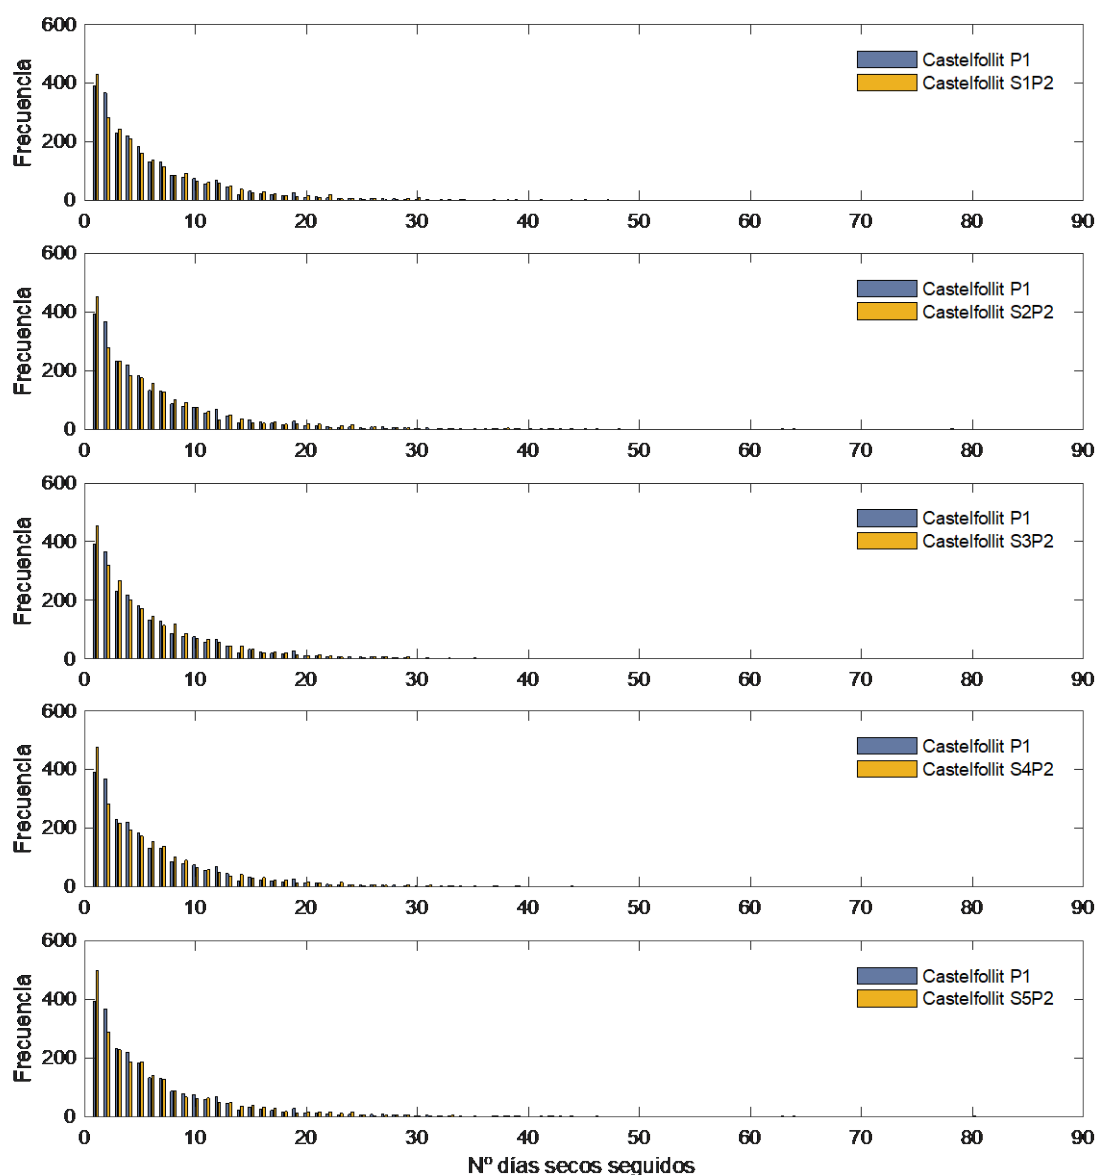 600
400
200
0
Frecuencia
Castelfollit P1
Castelfollit S1P2
0 10 20 30 40 50 60 70 80 90
600
400
200
0
Frecuencia
Castelfollit P1
Castelfollit S2P2
0 10 20 30 40 50 60 70 80 90
600
400
200
0
Frecuencia
Castelfollit P1
Castelfollit S3P2
0 10 20 30 40 50 60 70 80 90
600
400
200
0
Frecuencia
Castelfollit P1
Castelfollit S4P2
0 10 20 30 40 50 60 70 80 90
600
400
200
0
Frecuencia
Castelfollit P1
Castelfollit S5P2
0 10 20 30 40 50 60 70 80 90
Nº días secos seguidos